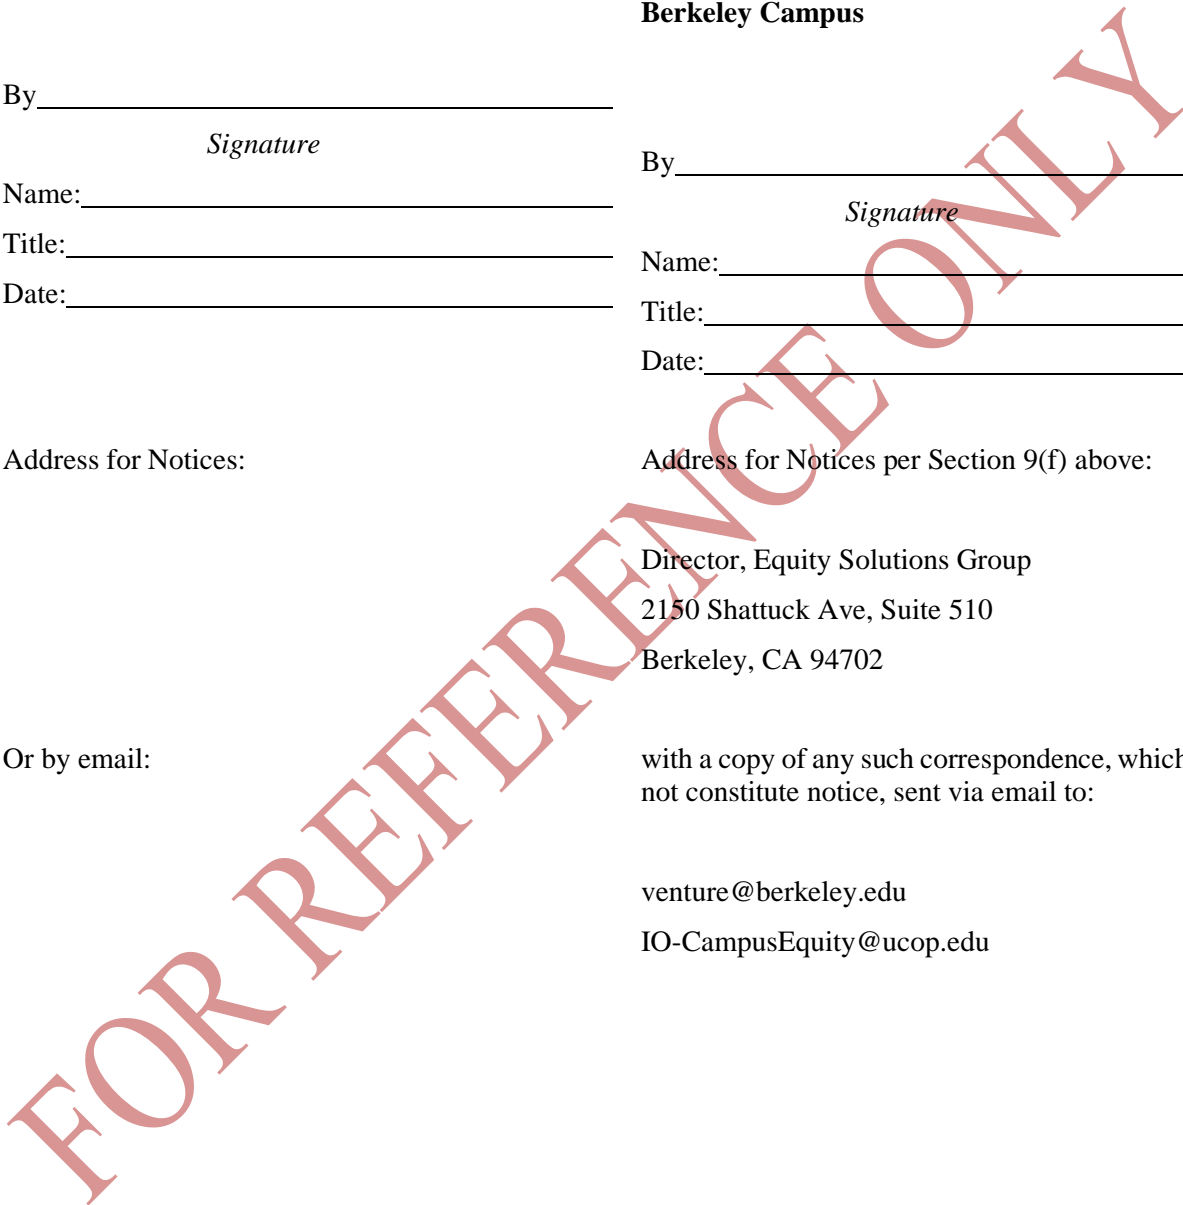 Berkeley Campus
By
Signature
Name:
Title:
Date:
By
Signature
Name:
Title:
Date:
Address for Notices:
Address for Notices per Section 9(f) above:
Director, Equity Solutions Group
2150 Shattuck Ave, Suite 510
Berkeley, CA 94702
Or by email:
with a copy of any such correspondence, which
not constitute notice, sent via email to:
venture@berkeley.edu
IO-CampusEquity@ucop.edu
FOR REFERENCE ONLY